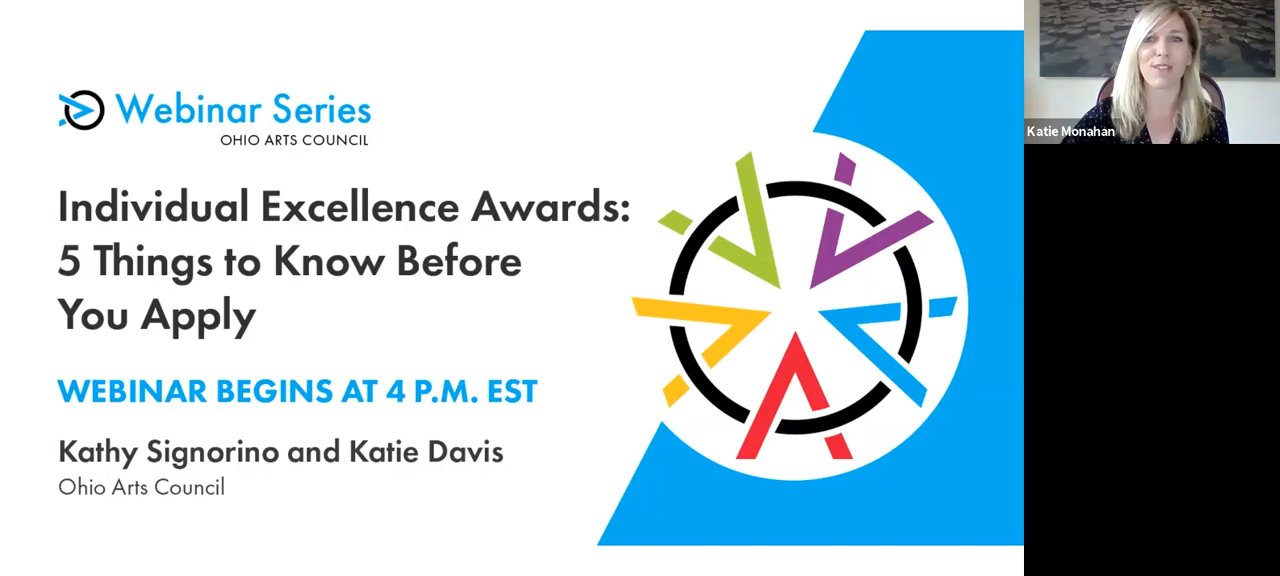 Webinar Series
OHIO ARTS COUNCIL
Individual Excellence Awards:
5 Things to Know Before
You Apply
WEBINAR BEGINS AT 4 P.M. EST
Kathy Signorino and Katie Davis
Ohio Arts Council
Katie Monahan